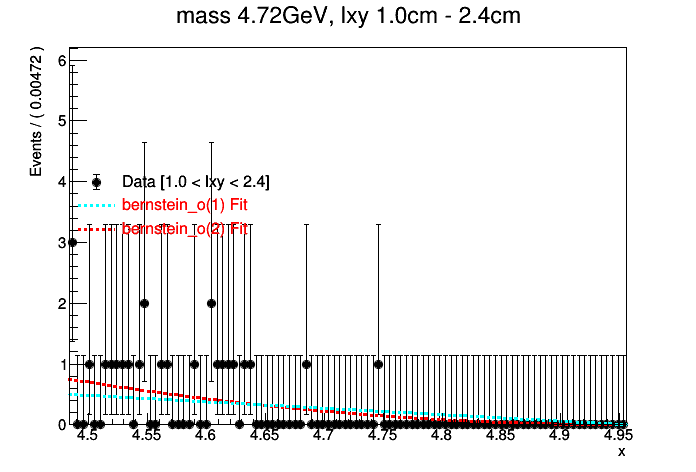 mass 4.72GeV, lxy 1.0cm - 2.4cm
Events / ( 0.00472 )
6
5
4
3
2
1
0
Data [1.0 < lxy < 2.4]
bernstein_o(1) Fit
bernstein_o(2) Fit
4.5 4.55 4.6 4.65 4.7 4.75 4.8 4.85 4.9 4.95
x